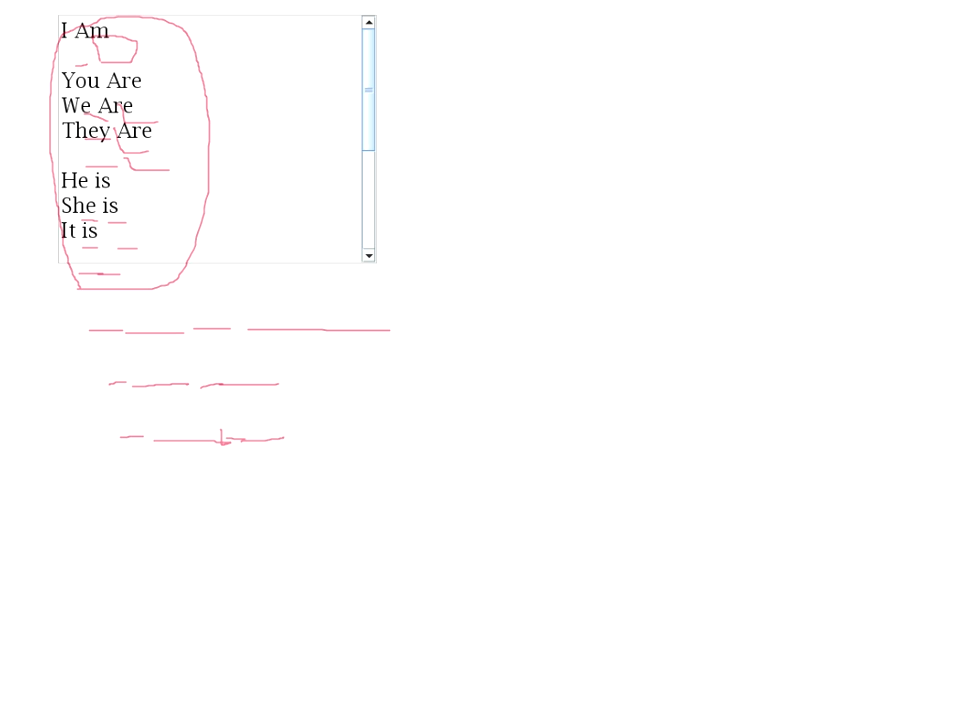 I Am
You Are
We Are
They Are
He is
She is
It is